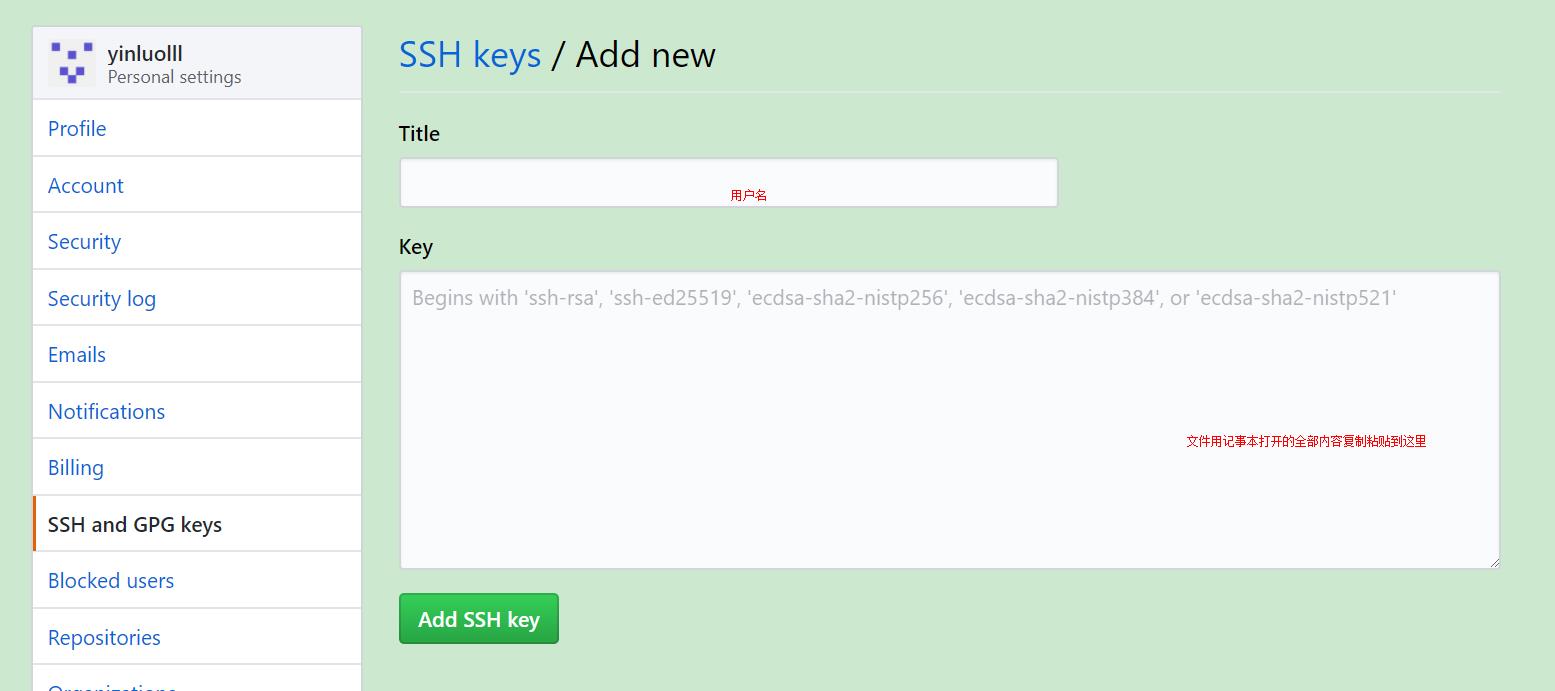 yinluolll
Personal settings
Profile
Account
Security
Security log
Emails
Notifications
Billing
SSH and GPG keys
Blocked users
Repositories
Organizations
SSH keys / Add new
Title
用户名
Key
Begins with 'ssh-rsa', 'ssh-ed25519', 'ecdsa-sha2-nistp256', 'ecdsa-sha2-nistp384', or 'ecdsa-sha2-nistp521'
文件用记事本打开的全部内容复制粘贴到这里
Add SSH key